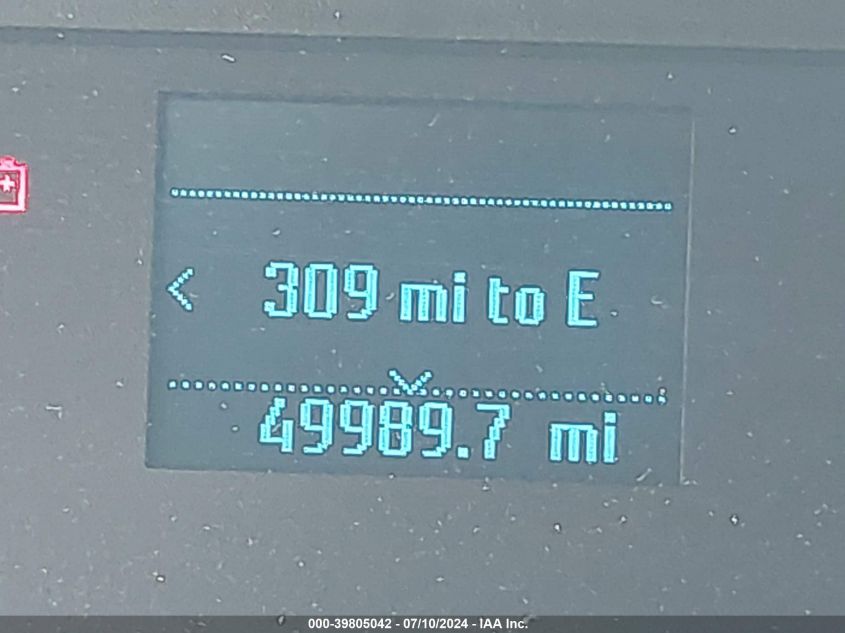 < 309 mi to E
49989.7 mi
000-39805042 - 07/10/2024 - IAA Inc.